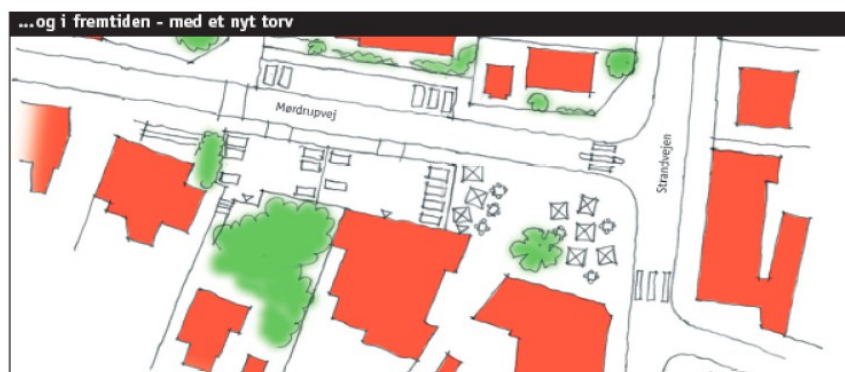 ...og i fremtiden - med et nyt torv
Mørdrupvej
Strandvejen